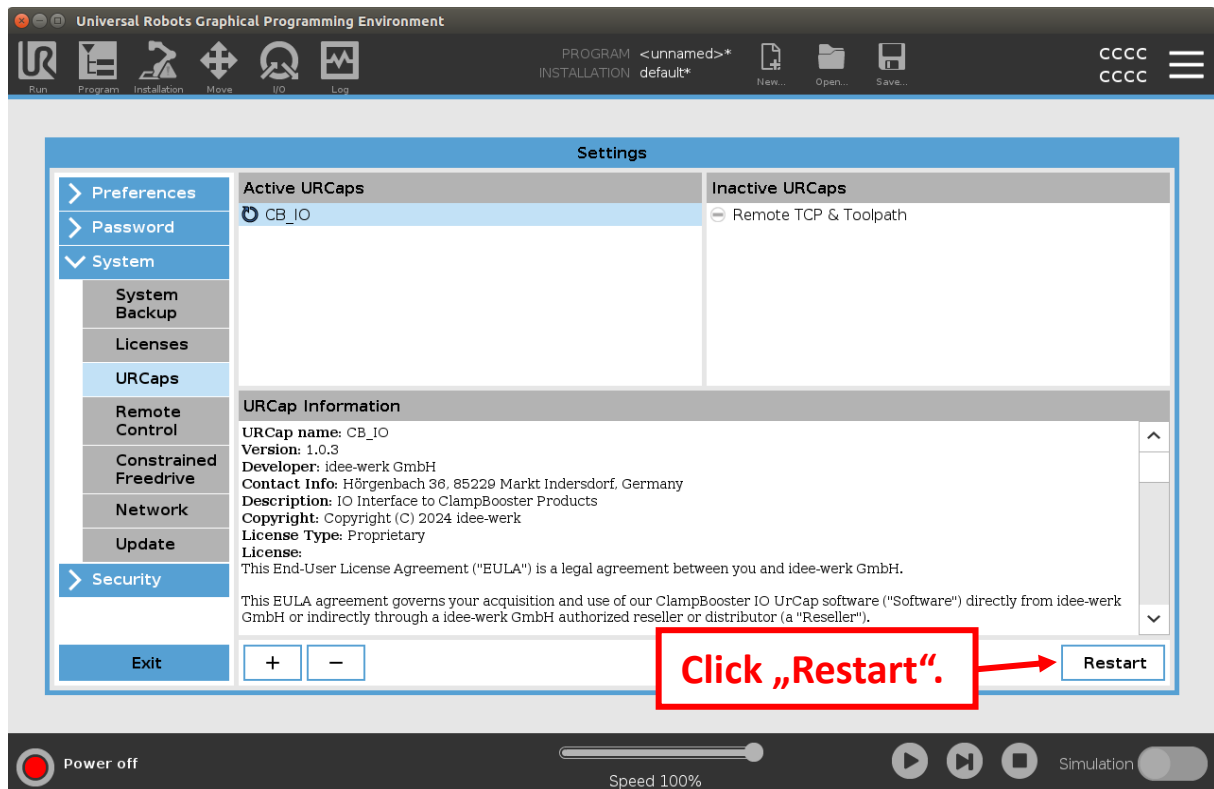 Universal Robots Graphical Programming Environment
UR
Run
Program
Installation
Move
I/O
Log
PROGRAM <unnamed>*
INSTALLATION default*
New...
Open...
Save...
CCCC
CCCC
Settings
Preferences
Password
System
System
Backup
Licenses
URCaps
Remote
Control
Constrained
Freedrive
Network
Update
Security
Exit
Active URCaps
CB_IO
Inactive URCaps
Remote TCP & Toolpath
URCap Information
URCap name: CB_IO
Version: 1.0.3
Developer: idee-werk GmbH
Contact Info: Hörgenbach 36, 85229 Markt Indersdorf, Germany
Description: IO Interface to ClampBooster Products
Copyright: Copyright (C) 2024 idee-werk
License Type: Proprietary
License:
This End-User License Agreement ("EULA") is a legal agreement between you and idee-werk GmbH.
This EULA agreement governs your acquisition and use of our ClampBooster IO UrCap software ("Software") directly from idee-werk
GmbH or indirectly through a idee-werk GmbH authorized reseller or distributor (a "Reseller").
+
−
Click „Restart“.
Restart
Power off
Speed 100%
Simulation